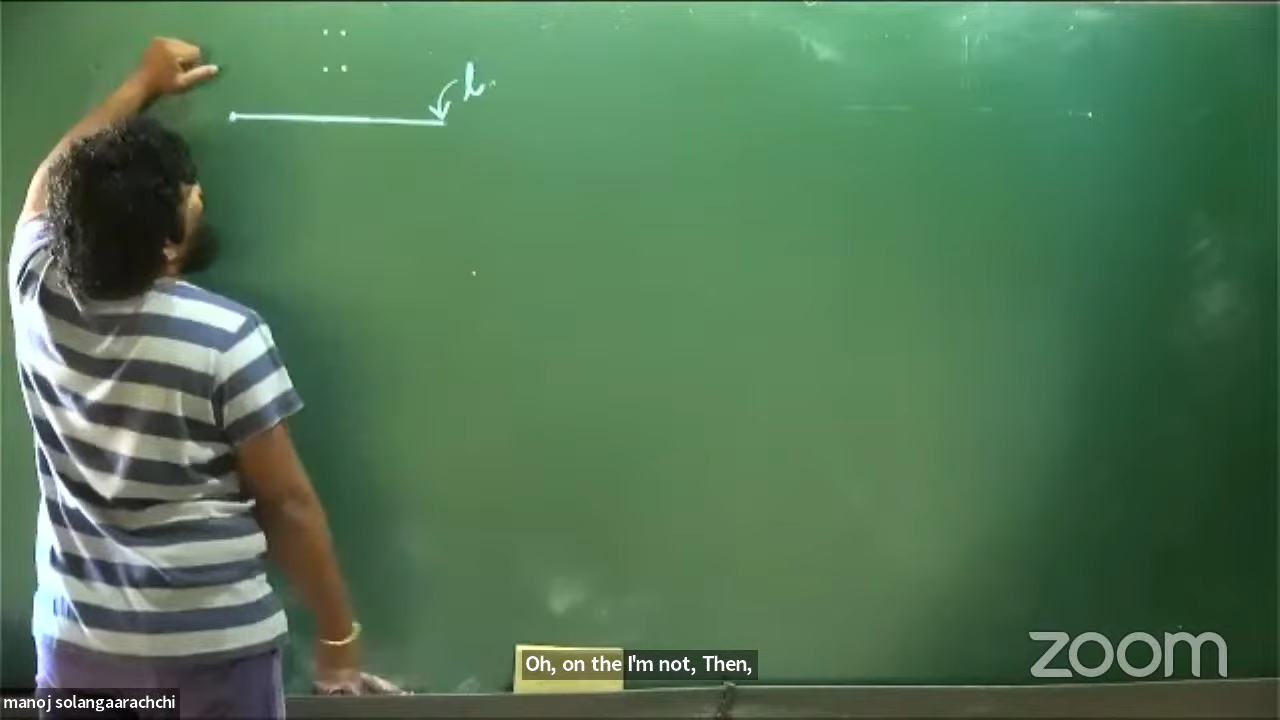 l.
Oh, on the I'm not, Then,
zoom
manoj solangaarachchi